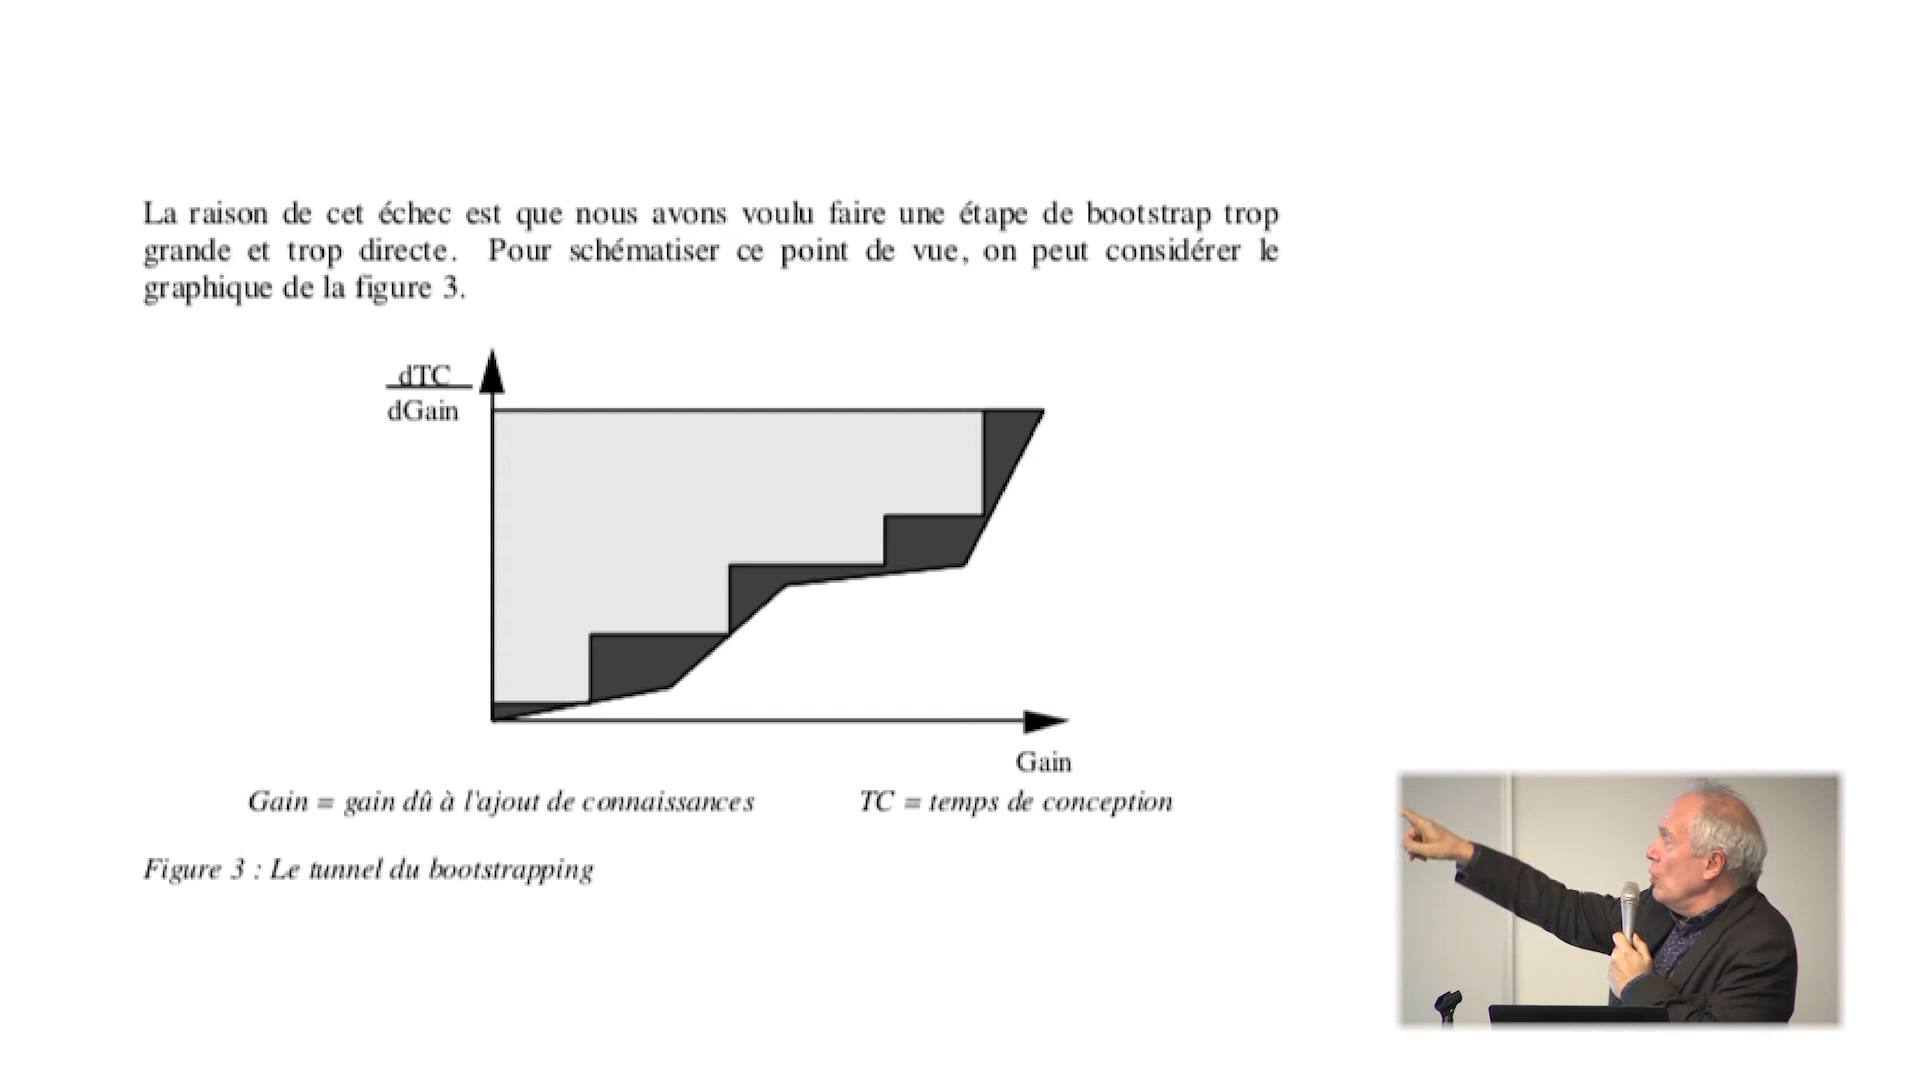 La raison de cet échec est que nous avons voulu faire une étape de bootstrap trop
grande et trop directe. Pour schématiser ce point de vue, on peut considérer le
graphique de la figure 3.
dTC
dGain
Gain
Gain = gain dû à l'ajout de connaissances TC = temps de conception
Figure 3 : Le tunnel du bootstrapping